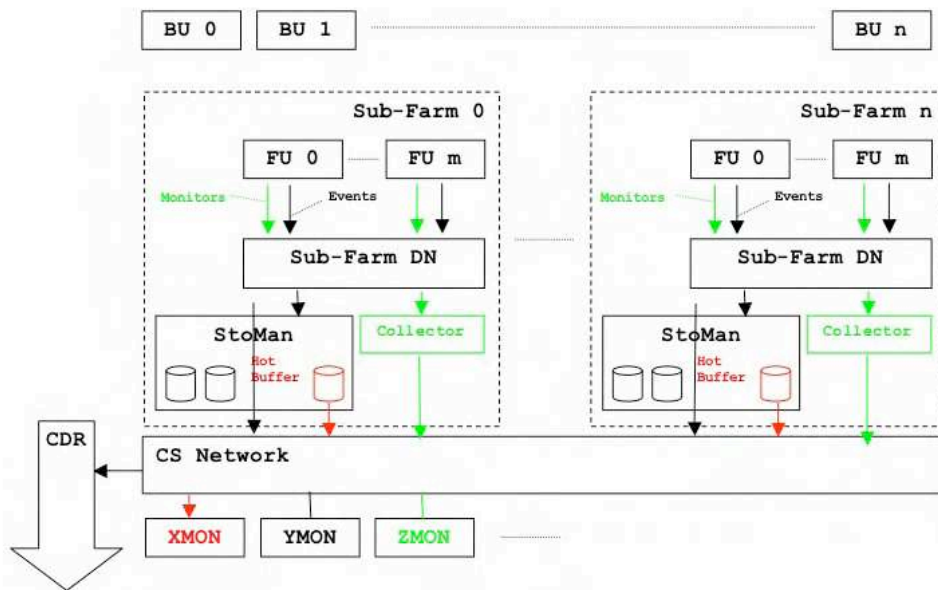 BU 0 BU 1 BU n
Sub-Farm 0 Sub-Farm n
FU 0 FU m FU 0 FU m
Monitors Events Monitors Events
Sub-Farm DN Sub-Farm DN
StoMan Collector StoMan Collector
Hot Hot
Buffer Buffer
CDR CS Network
XMON YMON ZMON